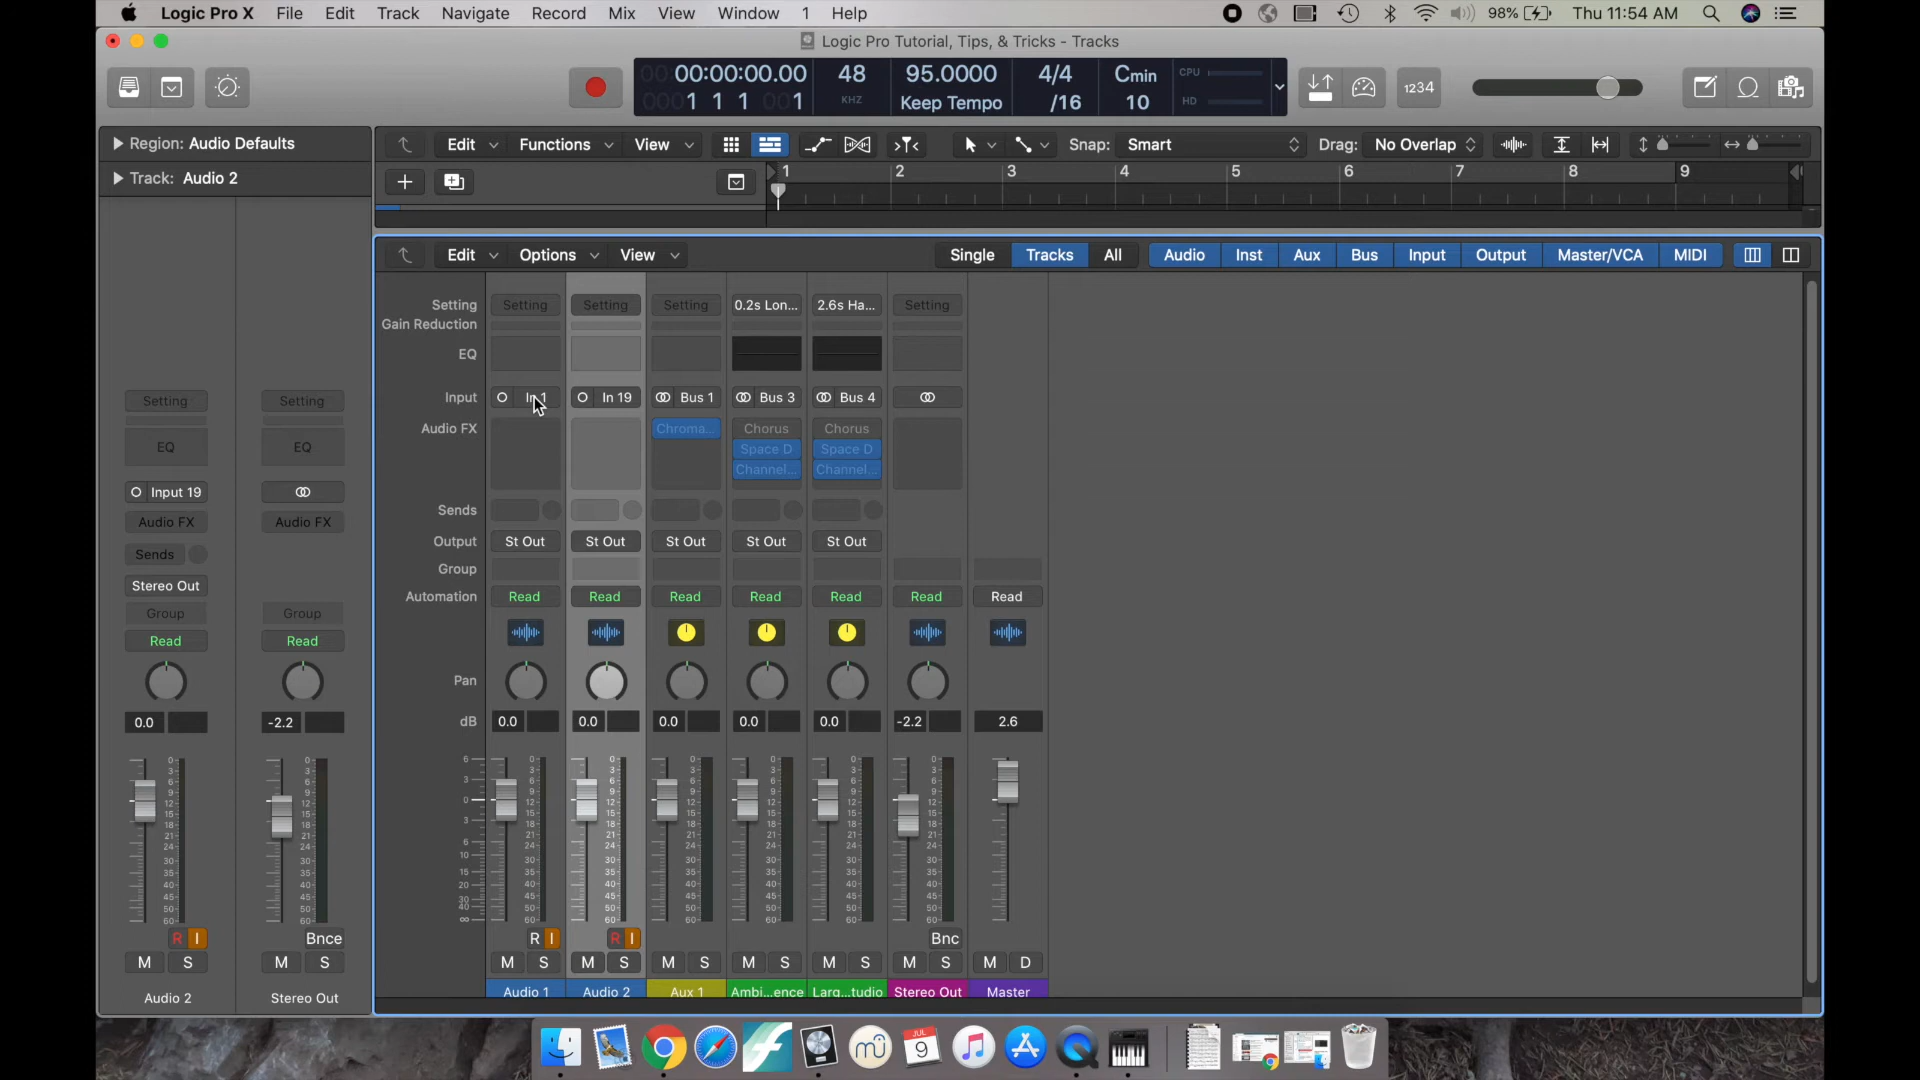 Logic Pro X File Edit Track Navigate Record Mix View Window 1 Help 98% Thu 11:54 AM
Logic Pro Tutorial, Tips, & Tricks - Tracks
00:00:00.00 48 95.0000 4/4 Cmin CPU
1 1 1 1 KHZ Keep Tempo /16 10 HD
1234
Region: Audio Defaults
Edit Functions View Snap: Smart Drag: No Overlap
Track: Audio 2
1 2 3 4 5 6 7 8 9
Edit Options View Single Tracks All Audio Inst Aux Bus Input Output Master/VCA MIDI
Setting Setting Setting Setting 0.2s Lon... 2.6s Ha... Setting
Gain Reduction
EQ
Input In 1 In 19 Bus 1 Bus 3 Bus 4
Audio FX Chroma... Chorus Chorus
Space D Space D
Channel... Channel...
Sends
Output St Out St Out St Out St Out St Out
Group
Automation Read Read Read Read Read Read Read
Pan
dB 0.0 0.0 0.0 0.0 0.0 -2.2 2.6
R I R I Bnc
M S M S M S M S M S M S M D
Audio 1 Audio 2 Aux 1 Ambi...ence Larg...tudio Stereo Out Master
Setting Setting
EQ EQ
Input 19
Audio FX Audio FX
Sends
Stereo Out
Group Group
Read Read
0.0 -2.2
R I Bnce
M S M S
Audio 2 Stereo Out
JUL
9